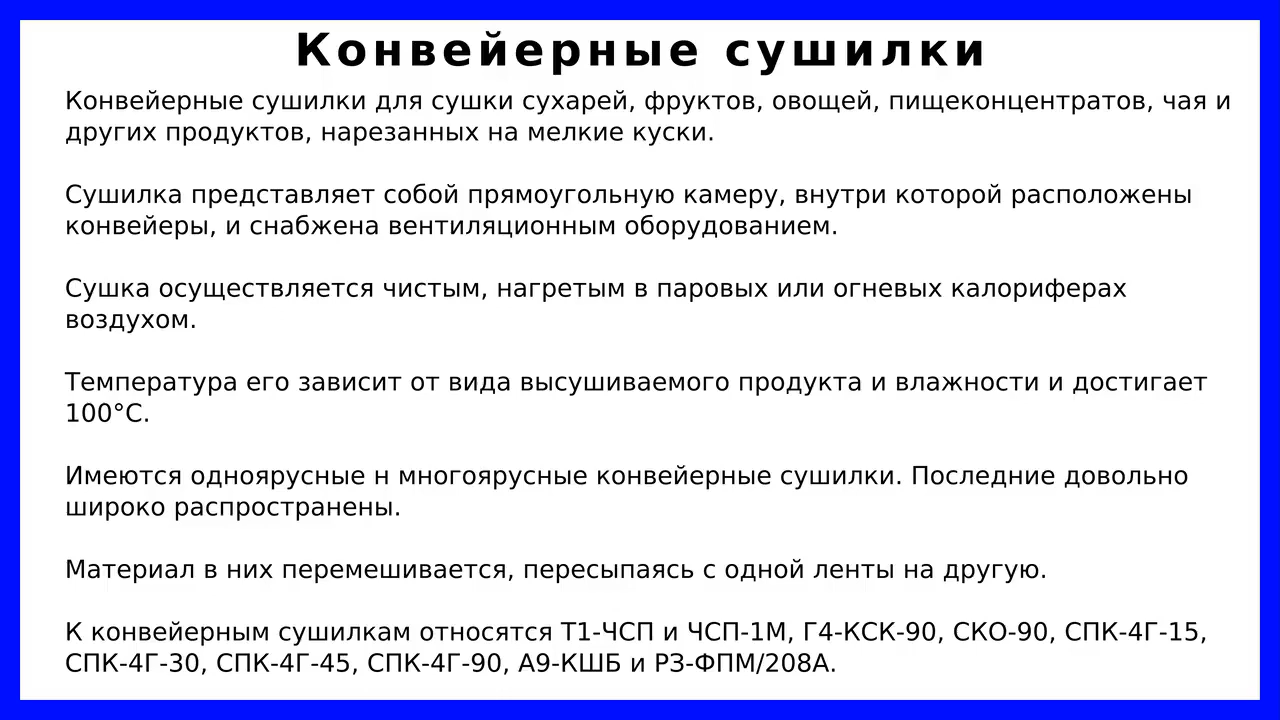 Конвейерные сушилки
Конвейерные сушилки для сушки сухарей, фруктов, овощей, пищеконцентратов, чая и
других продуктов, нарезанных на мелкие куски.
Сушилка представляет собой прямоугольную камеру, внутри которой расположены
конвейеры, и снабжена вентиляционным оборудованием.
Сушка осуществляется чистым, нагретым в паровых или огневых калориферах
воздухом.
Температура его зависит от вида высушиваемого продукта и влажности и достигает
100°С.
Имеются одноярусные н многоярусные конвейерные сушилки. Последние довольно
широко распространены.
Материал в них перемешивается, пересыпаясь с одной ленты на другую.
К конвейерным сушилкам относятся Т1-ЧСП и ЧСП-1М, Г4-КСК-90, СКО-90, СПК-4Г-15,
СПК-4Г-30, СПК-4Г-45, СПК-4Г-90, А9-КШБ и РЗ-ФПМ/208А.